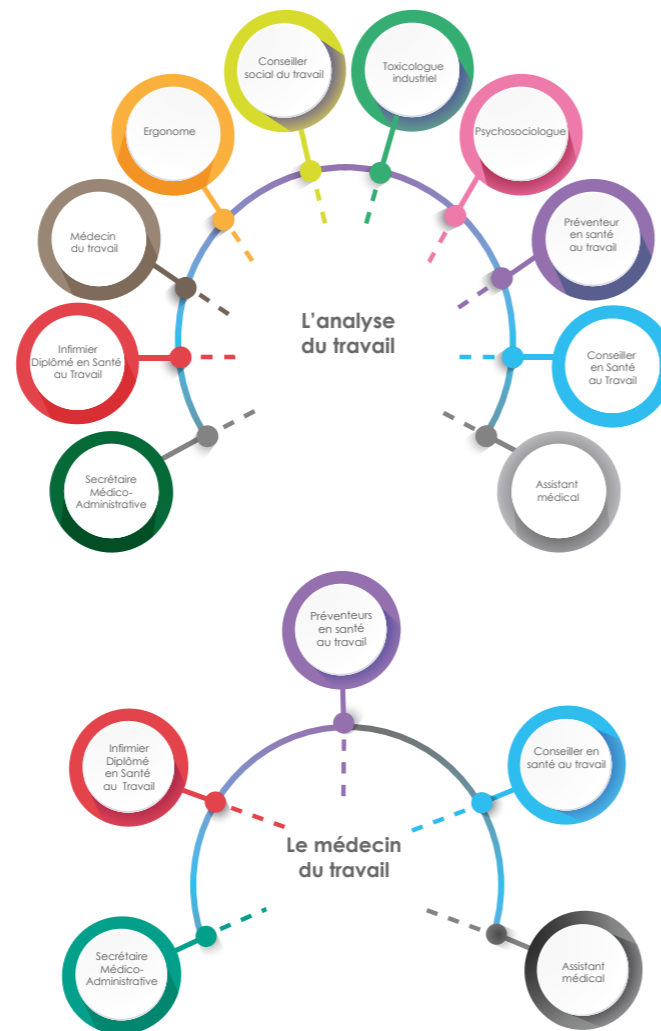 Conseiller
social du travail
Toxicologue
industriel
Ergonome
Psychosociologue
Médecin
du travail
Préventeur
en santé
au travail
L'analyse
du travail
Infirmier
Diplômé en Santé
au Travail
Conseiller
en Santé
au Travail
Secrétaire
Médico-
Administrative
Assistant
médical
Préventeurs
en santé
au travail
Infirmier
Diplômé
en Santé
au Travail
Conseiller en
santé au travail
Le médecin
du travail
Secrétaire
Médico-
Administrative
Assistant
médical